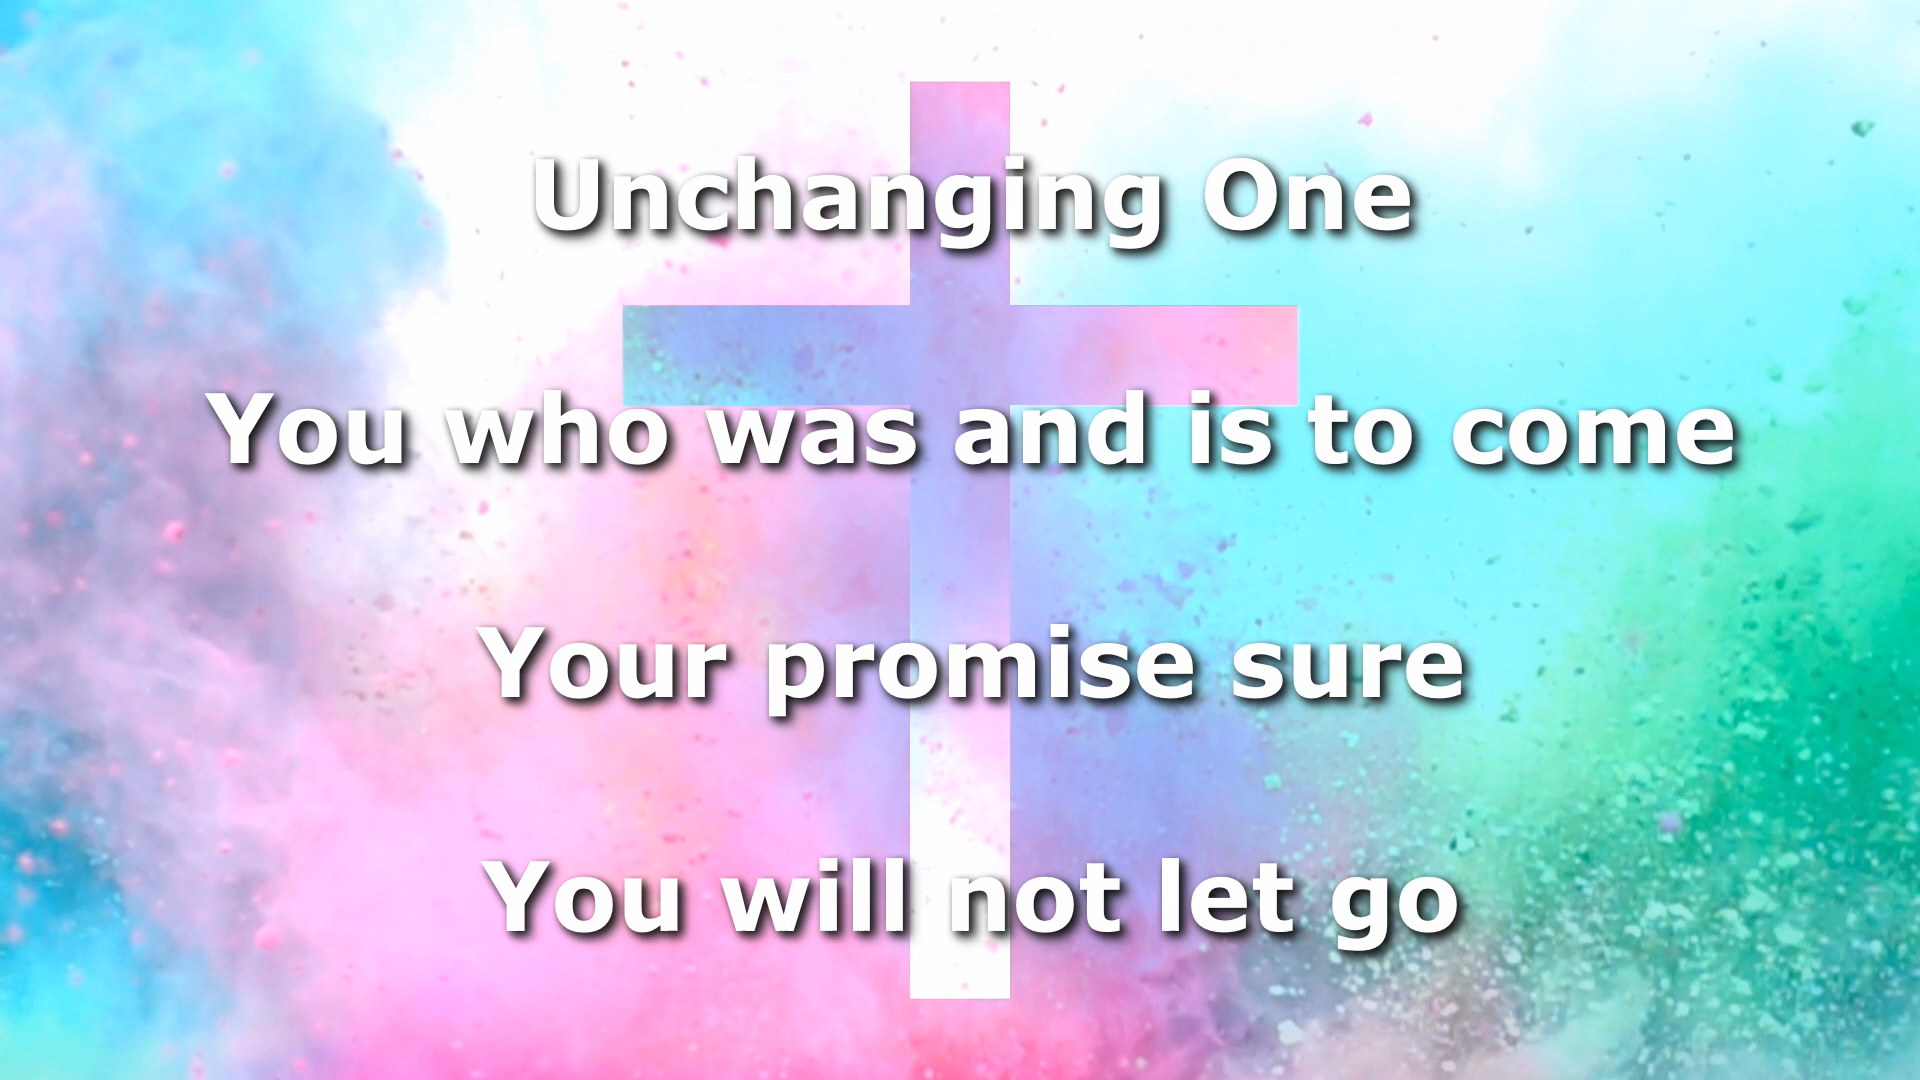 Unchanging One
You who was and is to come
Your promise sure
You will not let go